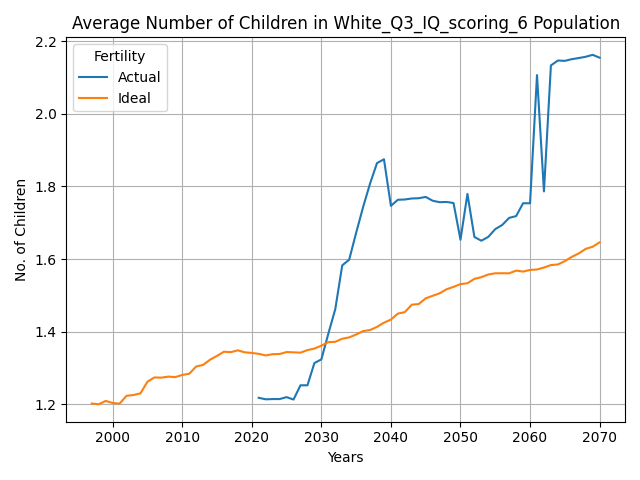 Average Number of Children in White_Q3_IQ_scoring_6 Population
No. of Children
2.2
2.0
1.8
1.6
1.4
1.2
Fertility
Actual
Ideal
2000 2010 2020 2030 2040 2050 2060 2070
Years